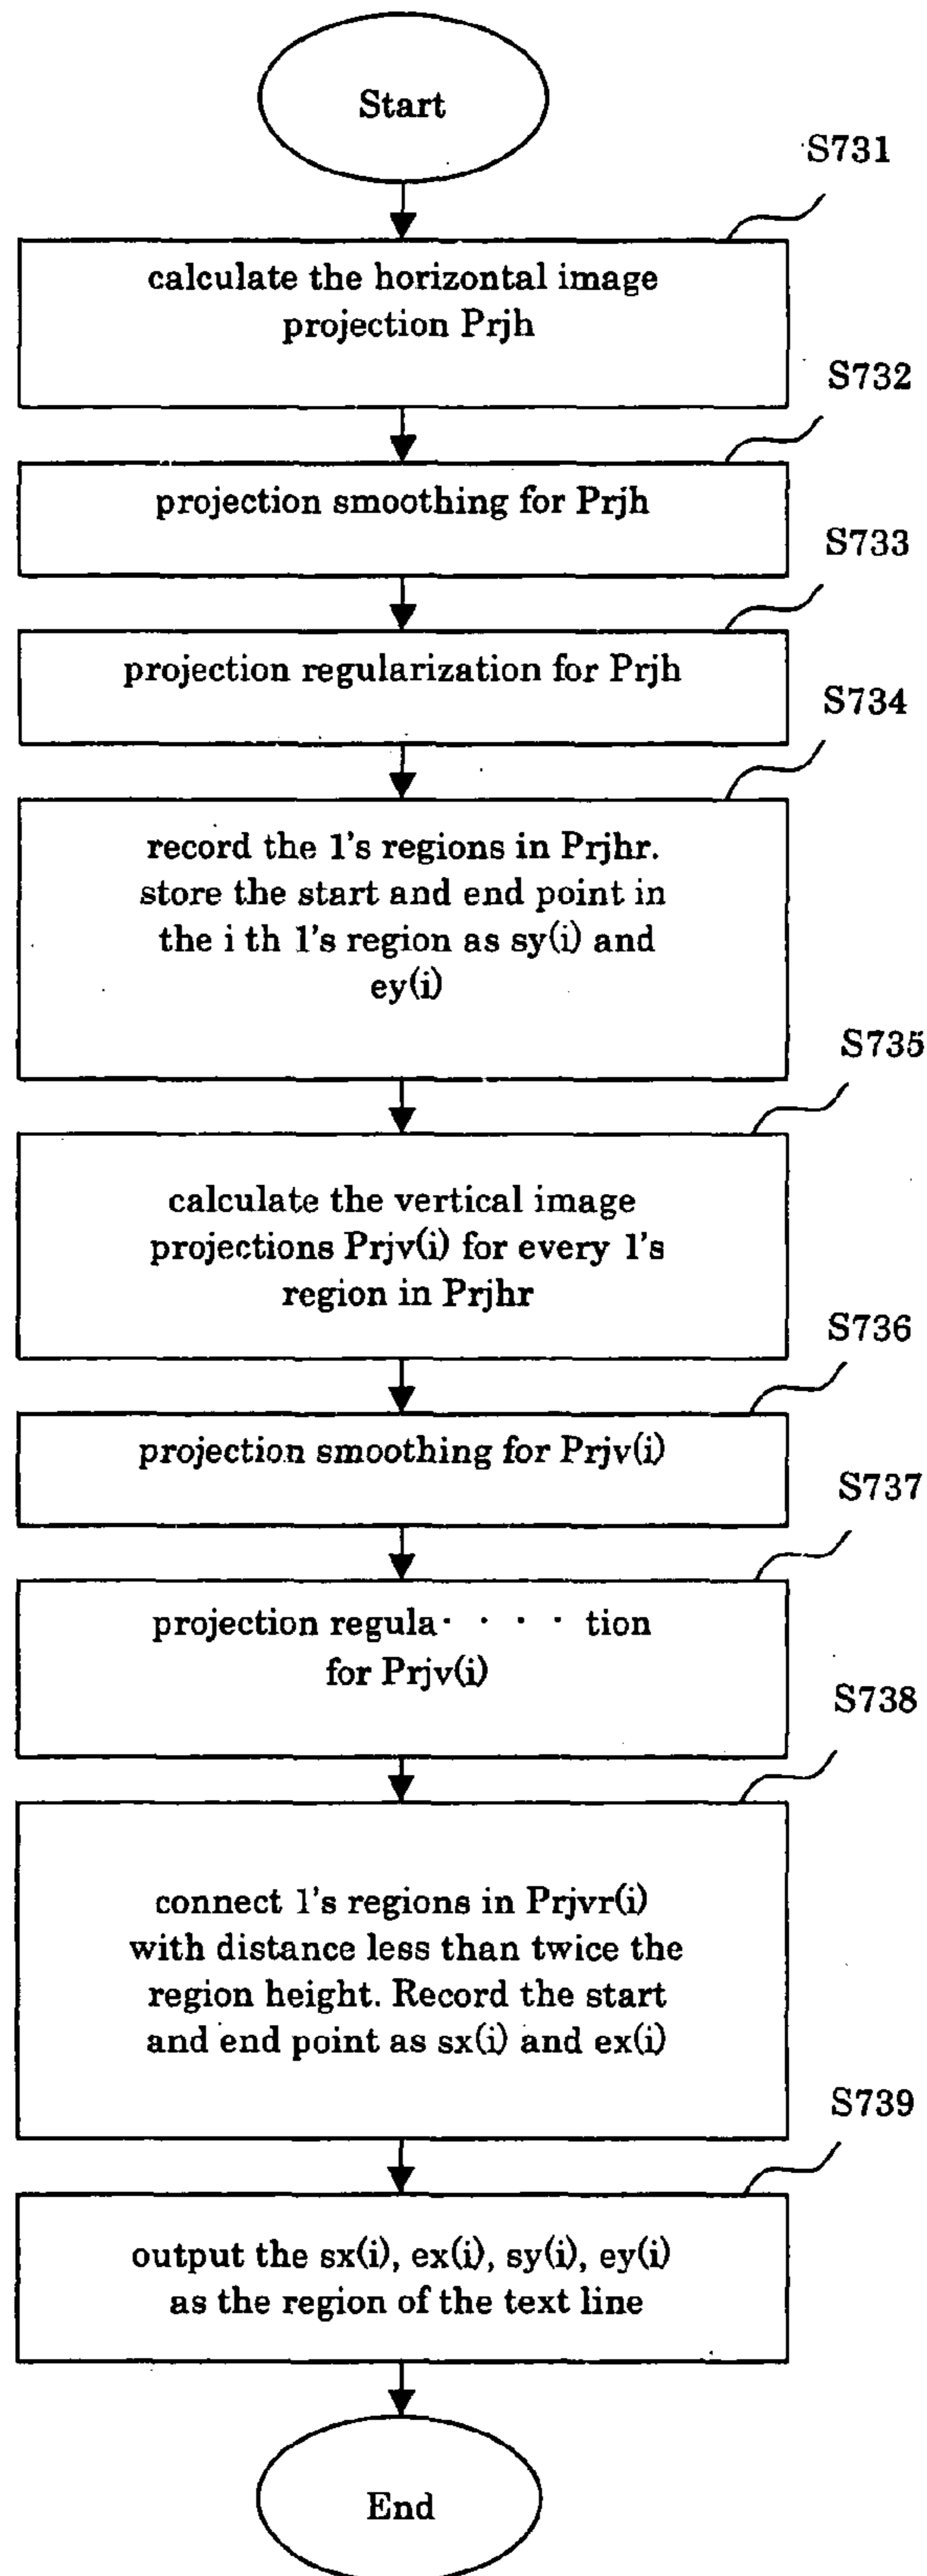 Start
S731
calculate the horizontal image
projection Prjh
S732
projection smoothing for Prjh
S733
projection regularization for Prjh
S734
record the 1's regions in Prjhr.
store the start and end point in
the i th 1's region as sy(i) and
ey(i)
S735
calculate the vertical image
projections Prjv(i) for every 1's
region in Prjhr
S736
projection smoothing for Prjv(i)
S737
projection regula· · · · tion
for Prjv(i)
S738
connect 1's regions in Prjvr(i)
with distance less than twice the
region height. Record the start
and end point as sx(i) and ex(i)
S739
output the sx(i), ex(i), sy(i), ey(i)
as the region of the text line
End